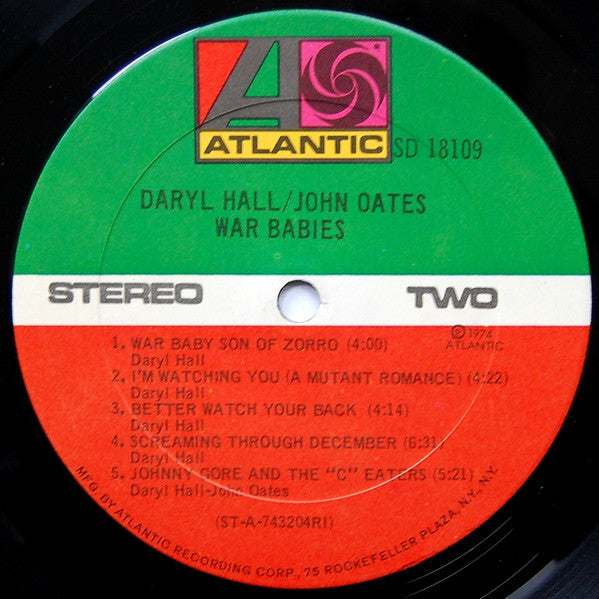 ATLANTIC
SD 18109
DARYL HALL/JOHN OATES
WAR BABIES
STEREO TWO
℗1974
ATLANTIC
1. WAR BABY SON OF ZORRO (4:00)
Daryl Hall
2. I'M WATCHING YOU (A MUTANT ROMANCE) (4:22)
Daryl Hall
3. BETTER WATCH YOUR BACK (4:14)
Daryl Hall
4. SCREAMING THROUGH DECEMBER (6:31)
Daryl Hall
5. JOHNNY GORE AND THE "C" EATERS (5:21)
Daryl Hall-John Oates
(ST-A-743204RI)
MFG. BY ATLANTIC RECORDING CORP., 75 ROCKEFELLER PLAZA, N.Y., N.Y.